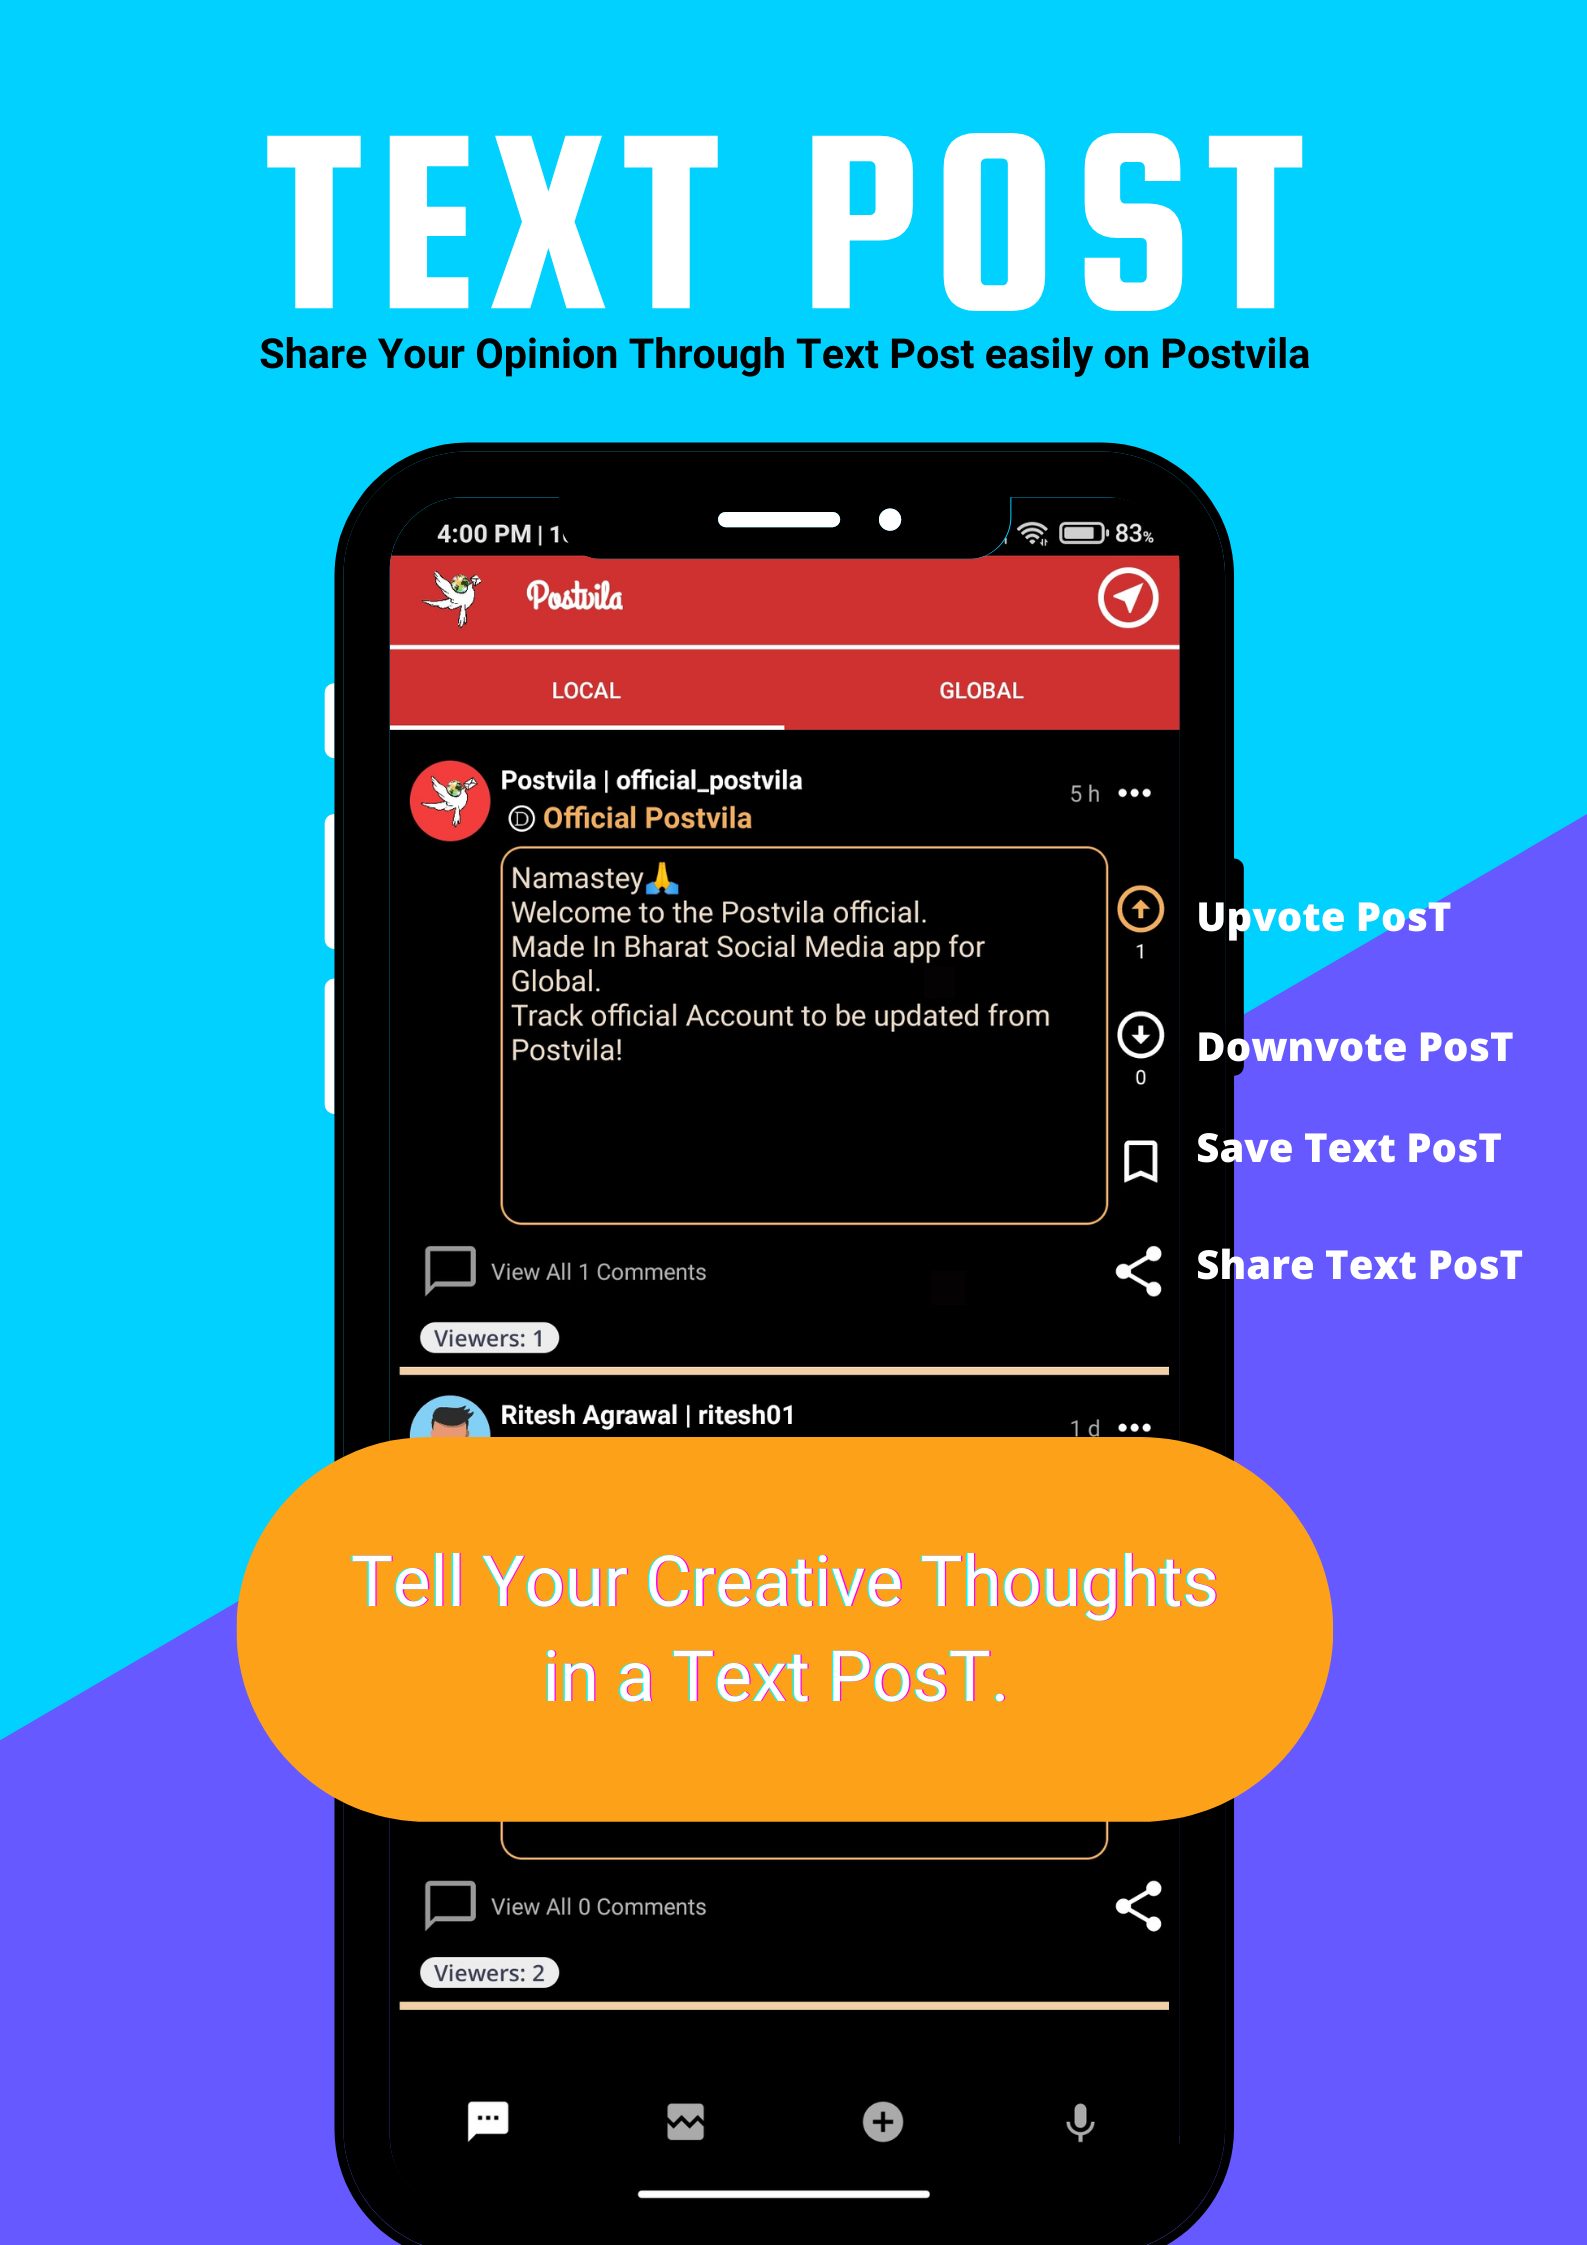 TEXT POST
Share Your Opinion Through Text Post easily on Postvila
4:00 PM | 83%
Postvila
LOCAL GLOBAL
Postvila | official_postvila 5 h
D Official Postvila
Namastey🙏
Welcome to the Postvila official.
Made In Bharat Social Media app for
Global.
Track official Account to be updated from
Postvila!
1
Upvote PosT
0
Downvote PosT
Save Text PosT
View All 1 Comments
Share Text PosT
Viewers: 1
Ritesh Agrawal | ritesh01 1 d
Tell Your Creative Thoughts
in a Text PosT.
View All 0 Comments
Viewers: 2